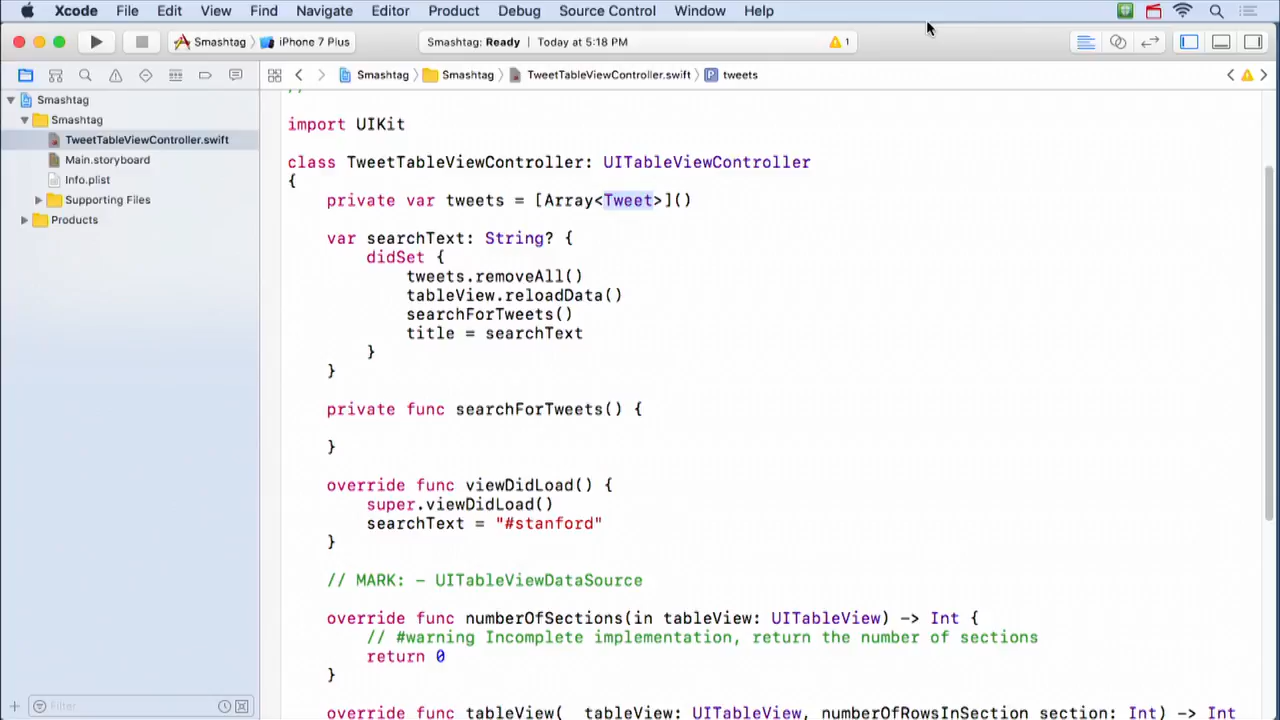 Xcode File Edit View Find Navigate Editor Product Debug Source Control Window Help
Smashtag iPhone 7 Plus Smashtag: Ready | Today at 5:18 PM 1
Smashtag Smashtag TweetTableViewController.swift P tweets
Smashtag
Smashtag
TweetTableViewController.swift
Main.storyboard
Info.plist
Supporting Files
Products
Filter
//
import UIKit
class TweetTableViewController: UITableViewController
{
private var tweets = [Array<Tweet>]()
var searchText: String? {
didSet {
tweets.removeAll()
tableView.reloadData()
searchForTweets()
title = searchText
}
}
private func searchForTweets() {
}
override func viewDidLoad() {
super.viewDidLoad()
searchText = "#stanford"
}
// MARK: - UITableViewDataSource
override func numberOfSections(in tableView: UITableView) -> Int {
// #warning Incomplete implementation, return the number of sections
return 0
}
override func tableView(_ tableView: UITableView, numberOfRowsInSection section: Int) -> Int